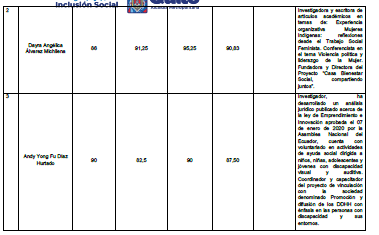 Inclusión Social
Quito
2
Dayra Angélica
Álvarez Michilena
86
91,25
95,25
90,83
Investigadora y escritora de
artículos académicos en
temas de: Experiencia
organizativa Mujeres
Indígenas: reflexiones
desde el Trabajo Social
Feminista. Conferencista en
el tema Violencia política y
liderazgo de la Mujer.
Fundadora y Directora del
Proyecto "Casa Bienestar
Social, compartiendo
juntos".
3
Andy Yong Fu Díaz
Hurtado
90
82,5
90
87,50
Investigador, ha
desarrollado un análisis
jurídico publicado acerca de
la ley de Emprendimiento e
Innovación aprobada el 07
de enero de 2020 por la
Asamblea Nacional del
Ecuador, cuenta con
voluntariado en actividades
de ayuda social dirigidas a
niños, niñas, adolescentes y
jóvenes con discapacidad
visual y auditiva.
Coordinador y capacitador
del proyecto de vinculación
con la sociedad
denominado Promoción y
difusión de los DDHH con
énfasis en las personas con
discapacidad y sus
entornos.